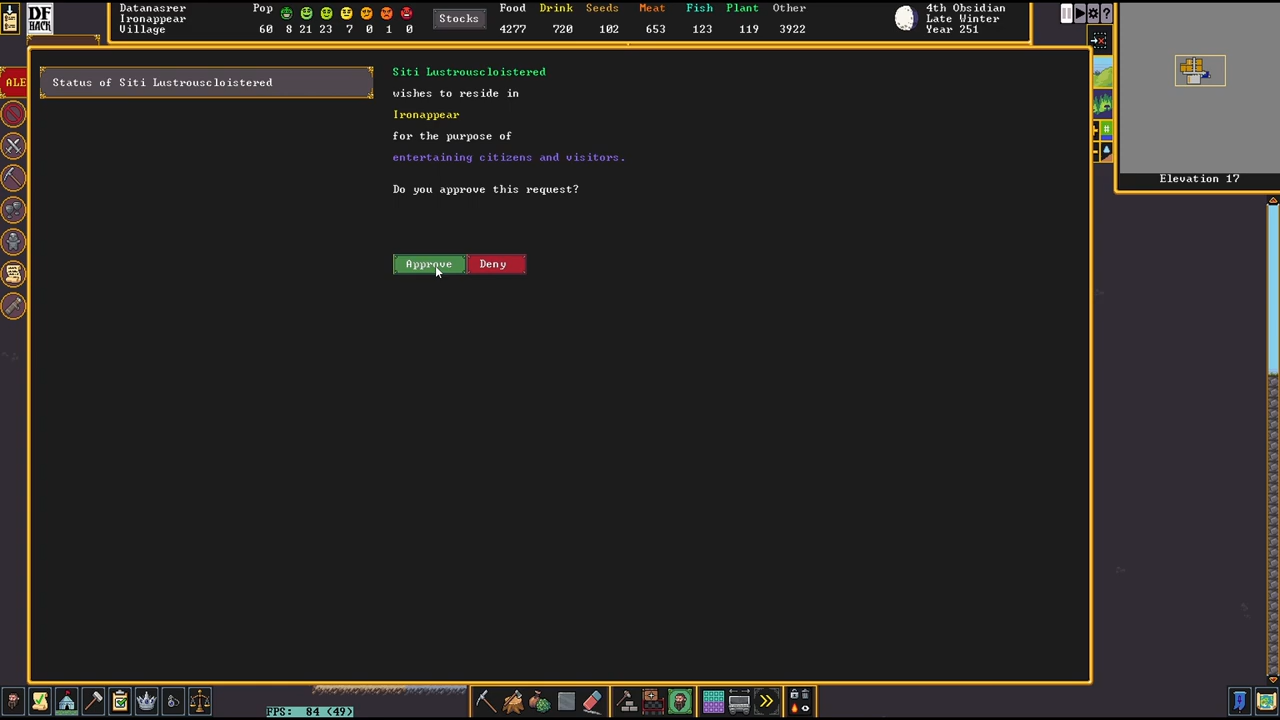 DF
HACK
Datanasrer
Ironappear
Village
Pop
60 8 21 23 7 0 1 0
Stocks
Food Drink Seeds Meat Fish Plant Other
4277 720 102 653 123 119 3922
4th Obsidian
Late Winter
Year 251
?
ALE
Status of Siti Lustrouscloistered
Siti Lustrouscloistered
wishes to reside in
Ironappear
for the purpose of
entertaining citizens and visitors.
Do you approve this request?
Approve Deny
Elevation 17
FPS: 84 (49)